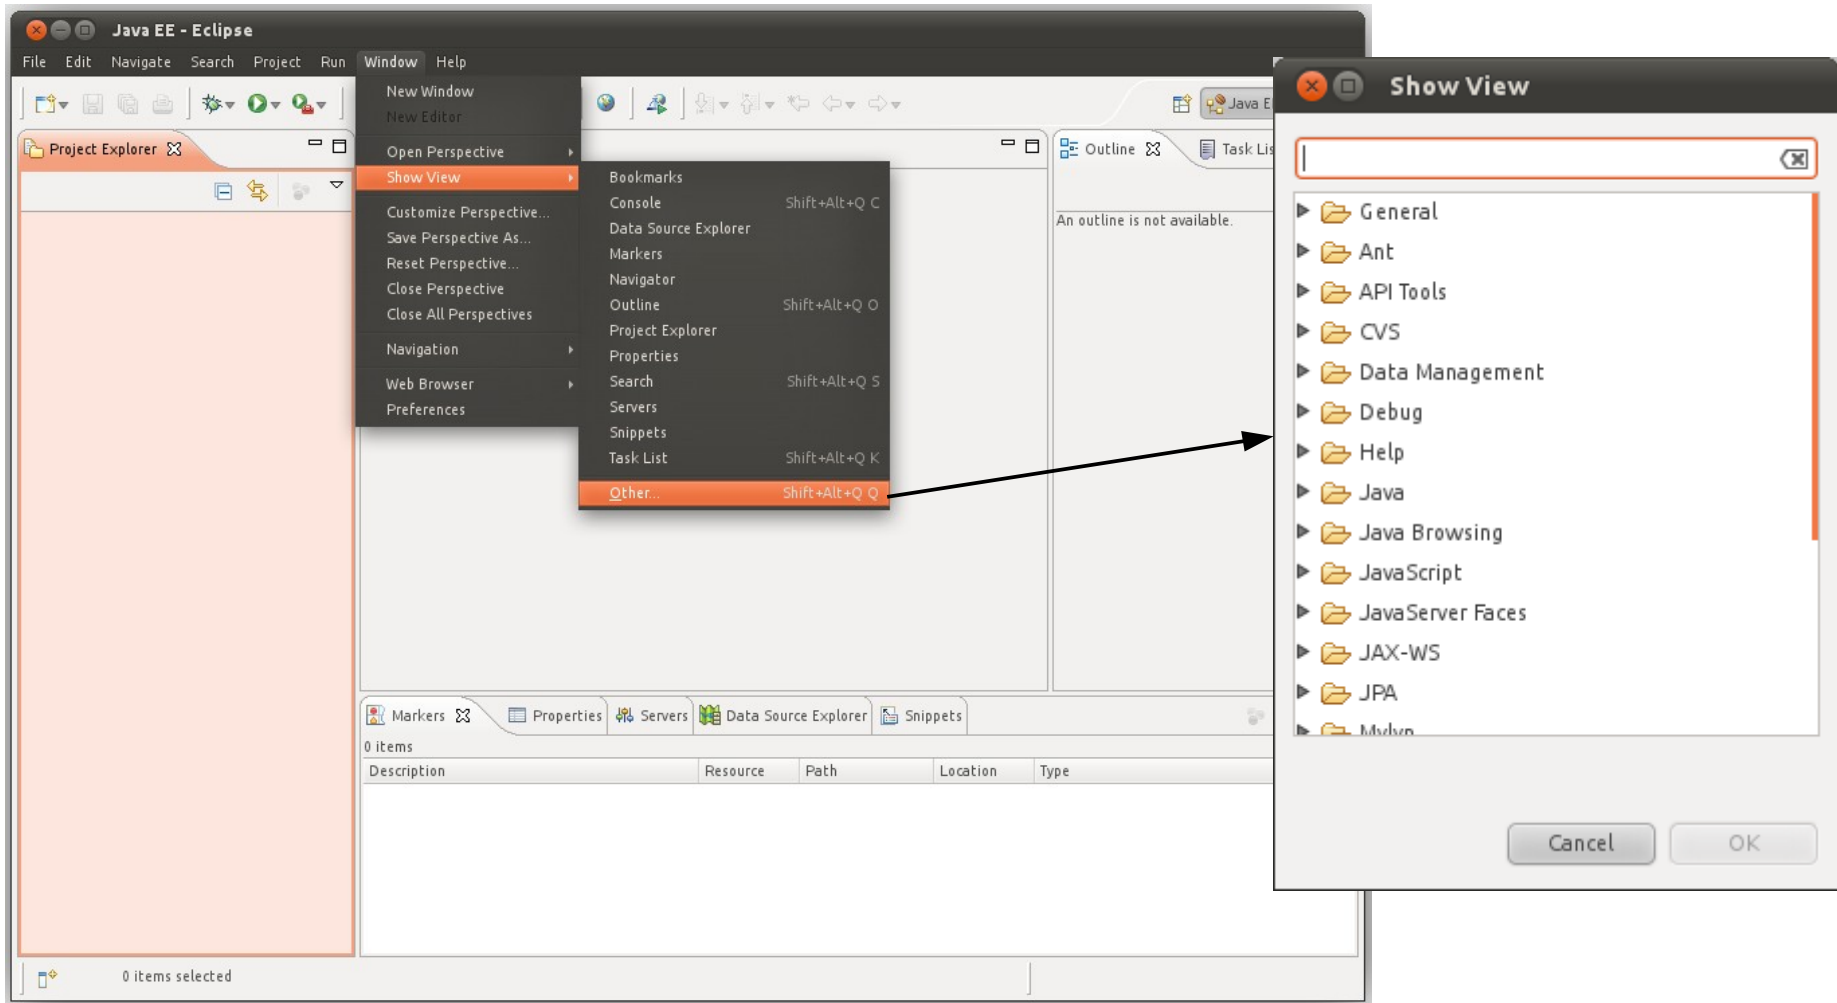 Java EE - Eclipse
File Edit Navigate Search Project Run Window Help
Java E
New Window
New Editor
Open Perspective
Show View
Customize Perspective...
Save Perspective As...
Reset Perspective...
Close Perspective
Close All Perspectives
Navigation
Web Browser
Preferences
Bookmarks
Console Shift+Alt+Q C
Data Source Explorer
Markers
Navigator
Outline Shift+Alt+Q O
Project Explorer
Properties
Search Shift+Alt+Q S
Servers
Snippets
Task List Shift+Alt+Q K
Other... Shift+Alt+Q Q
Project Explorer
Outline Task Lis
An outline is not available.
Markers Properties Servers Data Source Explorer Snippets
0 items
Description Resource Path Location Type
0 items selected
Show View
General
Ant
API Tools
CVS
Data Management
Debug
Help
Java
Java Browsing
JavaScript
JavaServer Faces
JAX-WS
JPA
Mylyn
Cancel OK